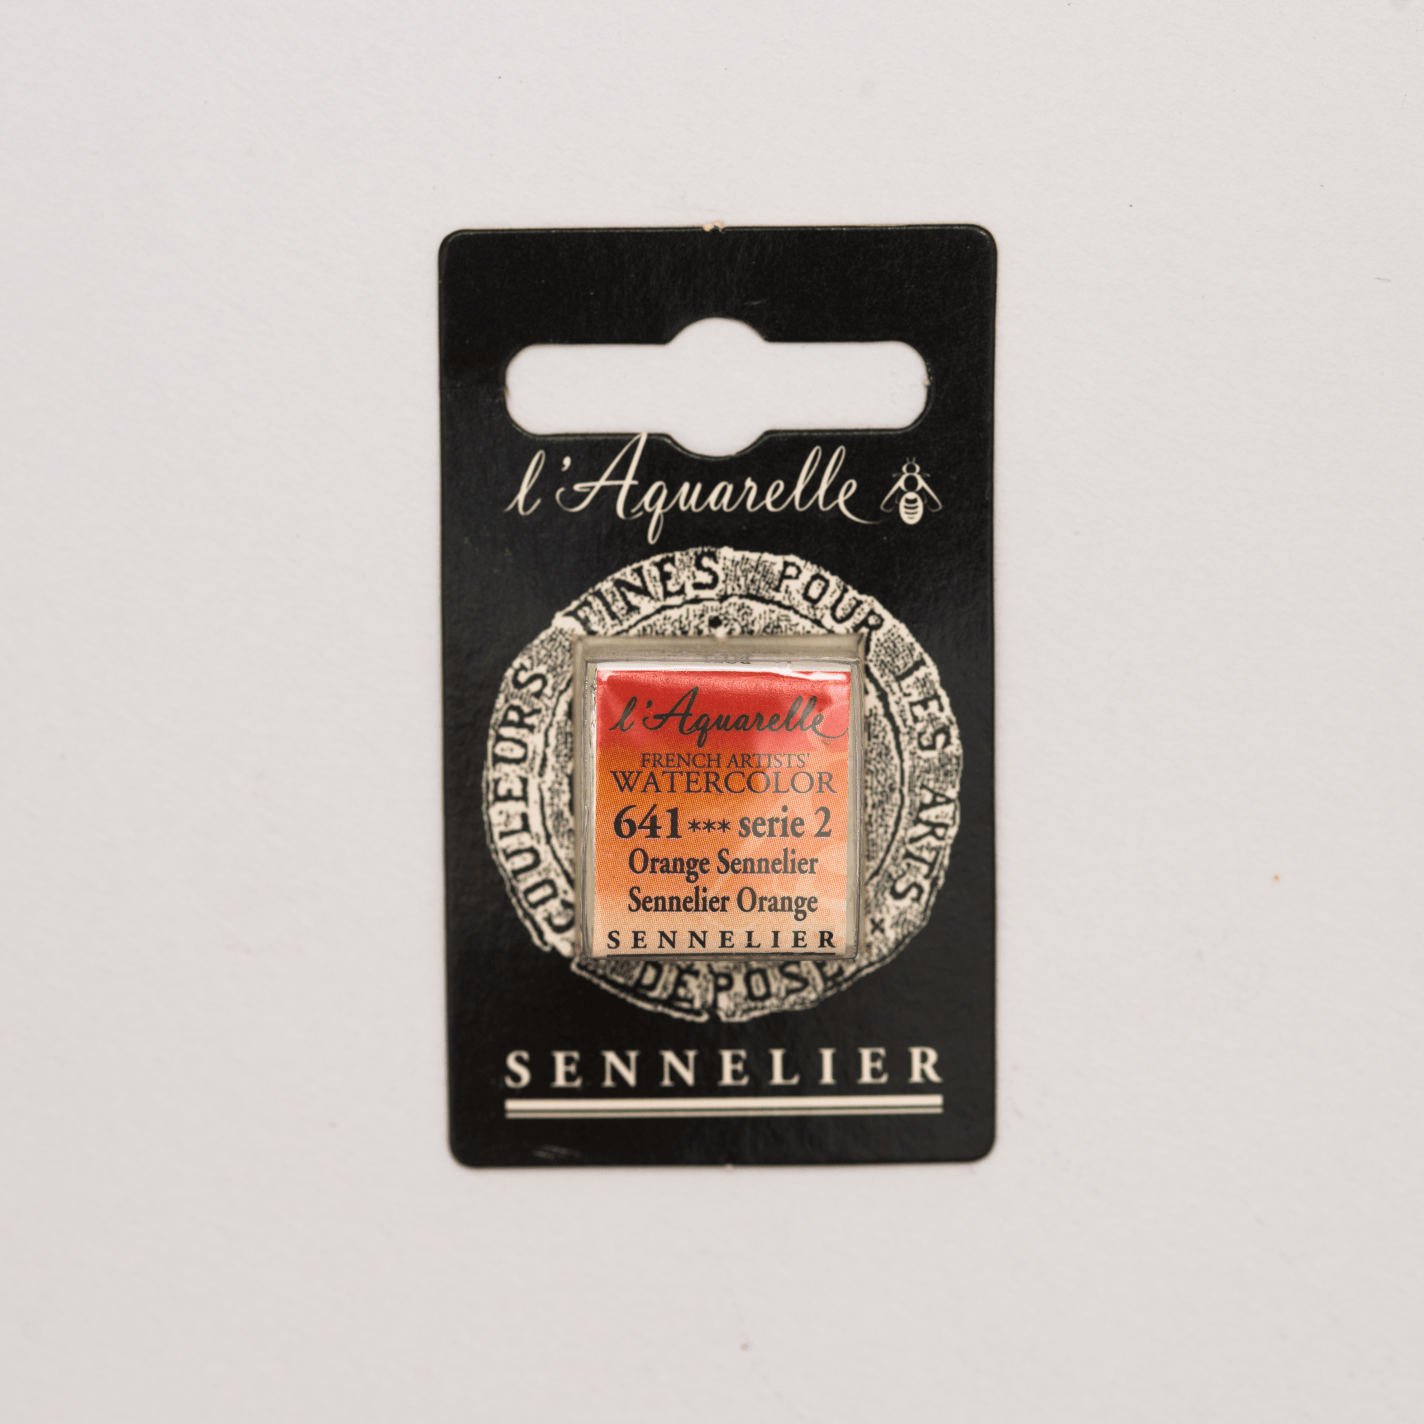 l'Aquarelle
COULEURS FINES POUR LES ARTS
l'Aquarelle
FRENCH ARTISTS'
WATERCOLOR
641*** serie 2
Orange Sennelier
Sennelier Orange
SENNELIER
DÉPOSÉ
SENNELIER